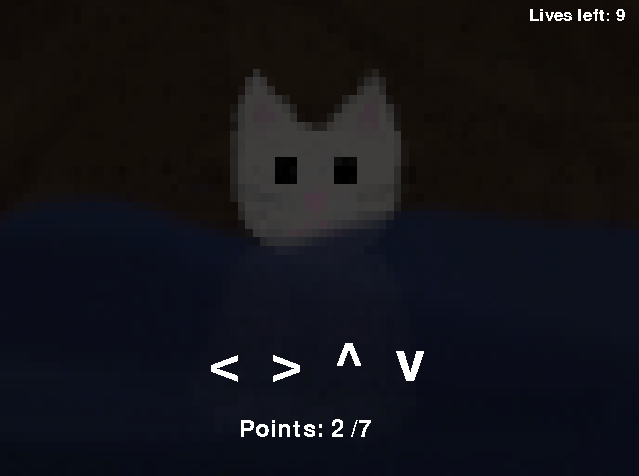 Lives left: 9
< > ^ v
Points: 2 /7